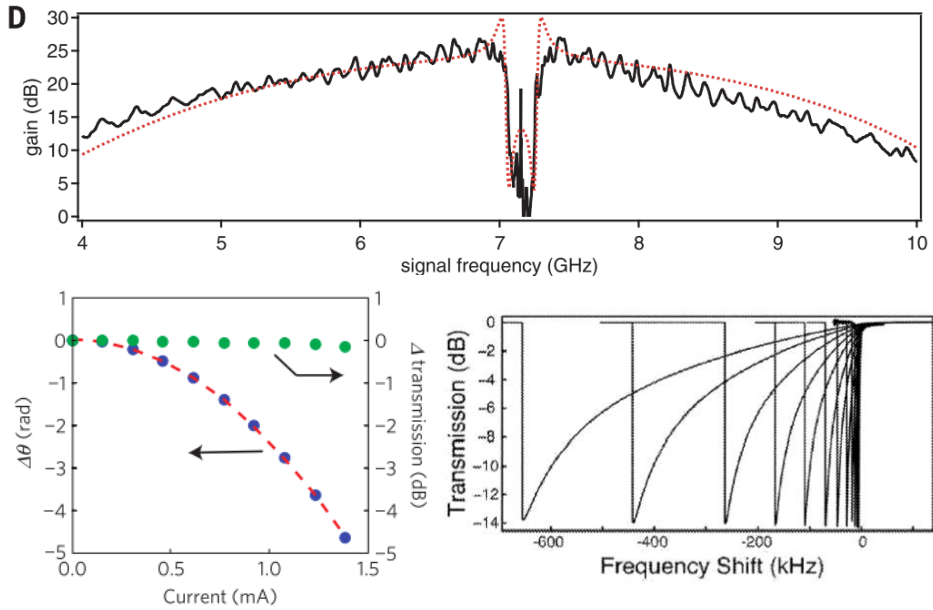 D
30
25
20
15
10
5
0
gain (dB)
4 5 6 7 8 9 10
signal frequency (GHz)
1
0
−1
−2
−3
−4
−5
Δθ (rad)
1
0
−1
−2
−3
−4
−5
Δ transmission (dB)
0.0 0.5 1.0 1.5
Current (mA)
0
−2
−4
−6
−8
−10
−12
−14
Transmission (dB)
-600 -400 -200 0
Frequency Shift (kHz)